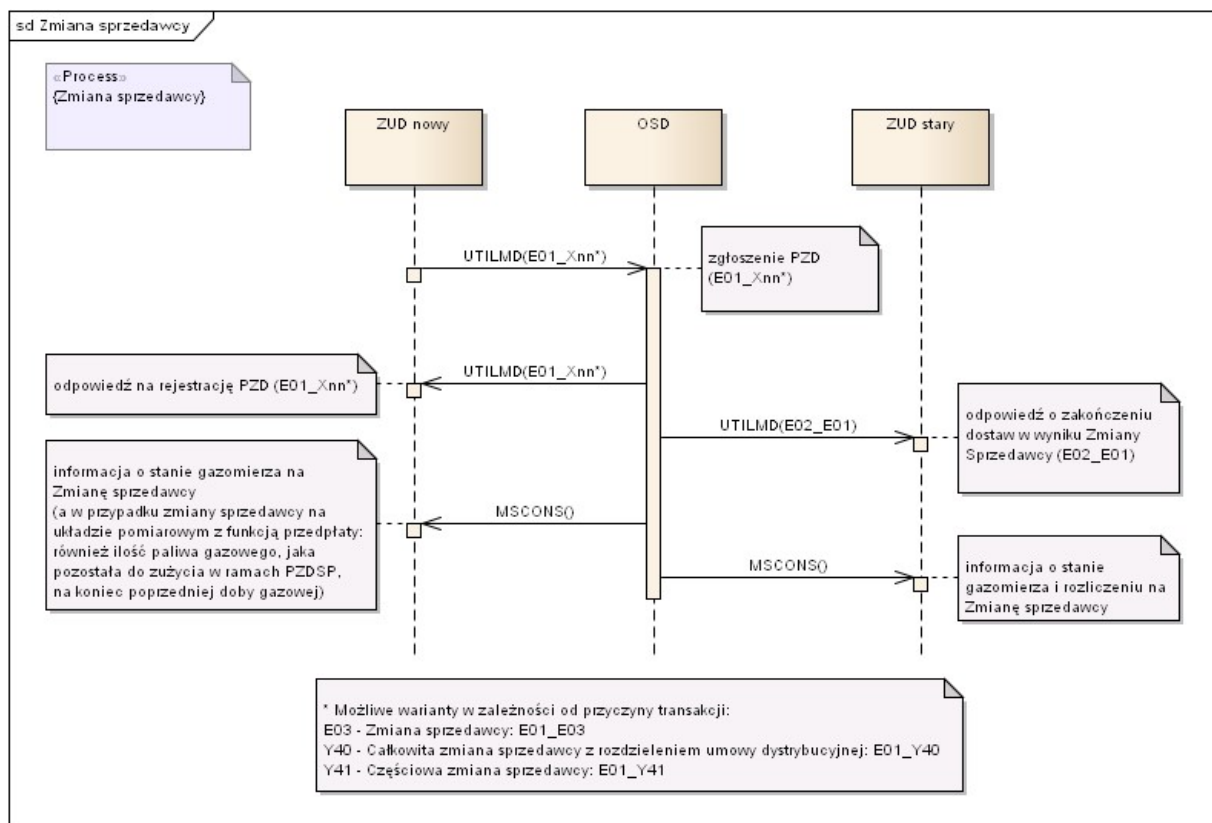 sd Zmiana sprzedawcy
«Process»
{Zmiana sprzedawcy}
ZUD nowy
OSD
ZUD stary
UTILMD(E01_Xnn*)
zgłoszenie PZD
(E01_Xnn*)
odpowiedź na rejestrację PZD (E01_Xnn*)
UTILMD(E01_Xnn*)
UTILMD(E02_E01)
odpowiedź o zakończeniu
dostaw w wyniku Zmiany
Sprzedawcy (E02_E01)
informacja o stanie gazomierza na
Zmianę sprzedawcy
(a w przypadku zmiany sprzedawcy na
układzie pomiarowym z funkcją przedpłaty:
również ilość paliwa gazowego, jaka
pozostała do zużycia w ramach PZDSP,
na koniec poprzedniej doby gazowej)
MSCONS()
MSCONS()
informacja o stanie
gazomierza i rozliczeniu na
Zmianę sprzedawcy
* Możliwe warianty w zależności od przyczyny transakcji:
E03 - Zmiana sprzedawcy: E01_E03
Y40 - Całkowita zmiana sprzedawcy z rozdzieleniem umowy dystrybucyjnej: E01_Y40
Y41 - Częściowa zmiana sprzedawcy: E01_Y41